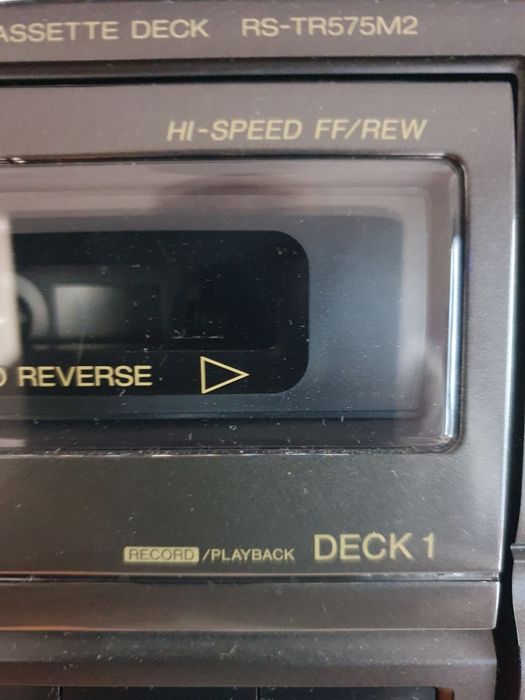 ASSETTE DECK RS-TR575M2
HI-SPEED FF/REW
REVERSE
RECORD /PLAYBACK DECK 1